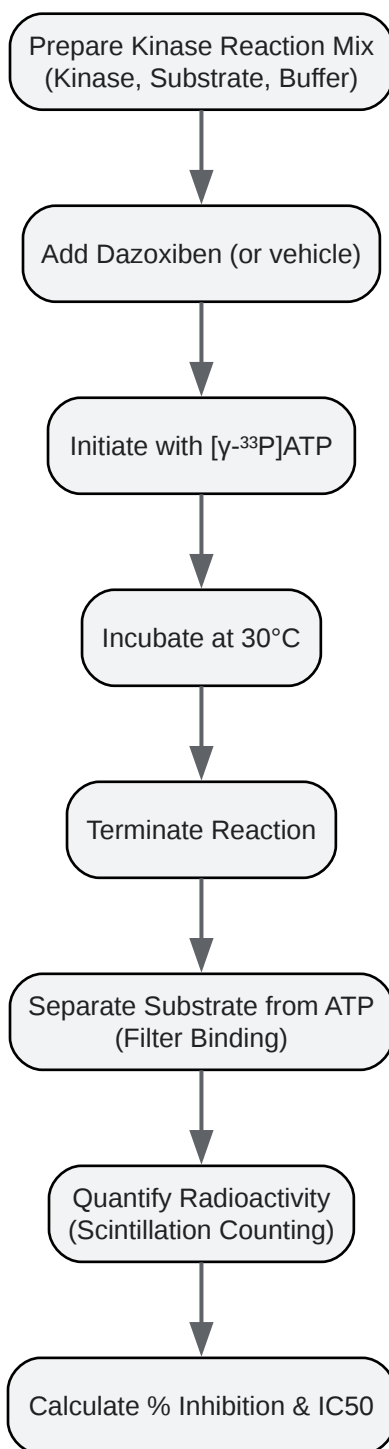 Prepare Kinase Reaction Mix
(Kinase, Substrate, Buffer)
Add Dazoxiben (or vehicle)
Initiate with [γ-³³P]ATP
Incubate at 30°C
Terminate Reaction
Separate Substrate from ATP
(Filter Binding)
Quantify Radioactivity
(Scintillation Counting)
Calculate % Inhibition & IC50